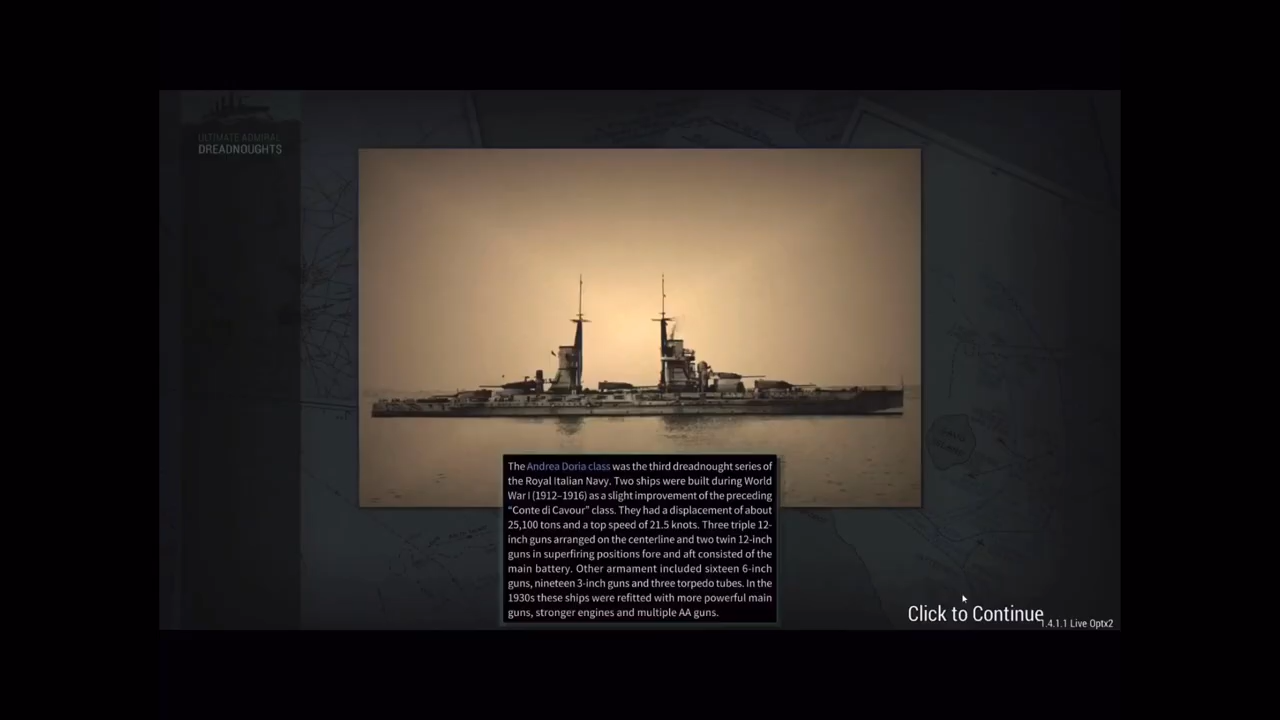 ULTIMATE ADMIRAL
DREADNOUGHTS
The Andrea Doria class was the third dreadnought series of
the Royal Italian Navy. Two ships were built during World
War I (1912–1916) as a slight improvement of the preceding
“Conte di Cavour” class. They had a displacement of about
25,100 tons and a top speed of 21.5 knots. Three triple 12-
inch guns arranged on the centerline and two twin 12-inch
guns in superfiring positions fore and aft consisted of the
main battery. Other armament included sixteen 6-inch
guns, nineteen 3-inch guns and three torpedo tubes. In the
1930s these ships were refitted with more powerful main
guns, stronger engines and multiple AA guns.
Click to Continue
1.4.1.1 Live Optx2